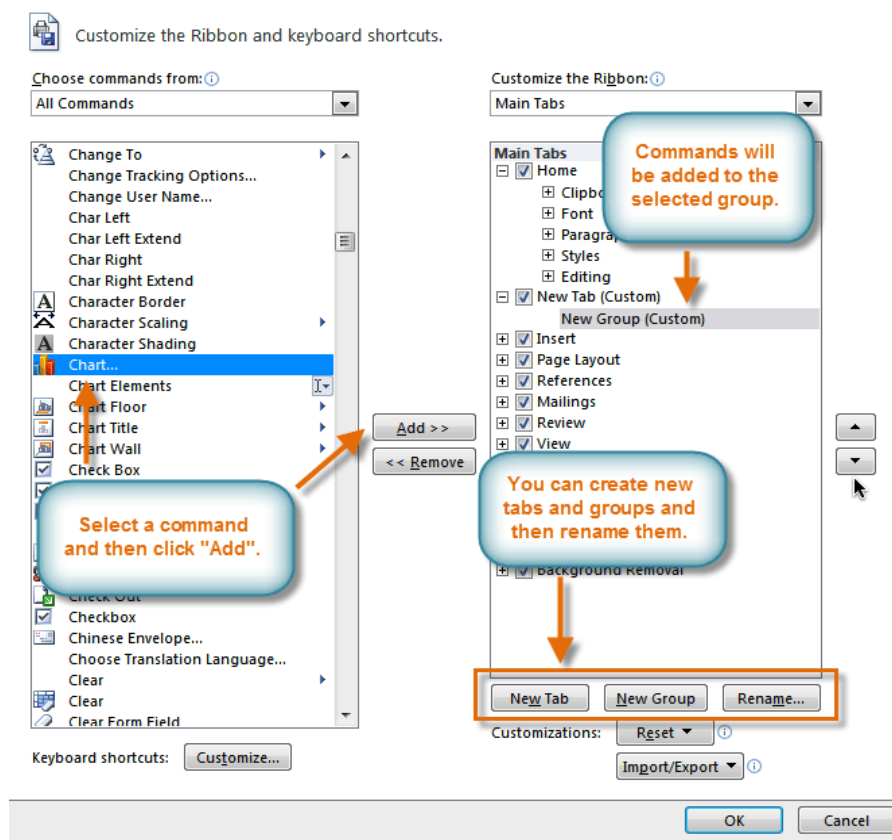 Customize the Ribbon and keyboard shortcuts.
Choose commands from:
All Commands
Change To
Change Tracking Options...
Change User Name...
Char Left
Char Left Extend
Char Right
Char Right Extend
Character Border
Character Scaling
Character Shading
Chart...
Chart Elements
Chart Floor
Chart Title
Chart Wall
Check Box
Select a command
and then click "Add".
Check Out
Checkbox
Chinese Envelope...
Choose Translation Language...
Clear
Clear
Clear Form Field
Keyboard shortcuts: Customize...
Add >>
<< Remove
Customize the Ribbon:
Main Tabs
Main Tabs
Home
Font
Styles
Editing
New Tab (Custom)
New Group (Custom)
Insert
Page Layout
References
Mailings
Review
View
Commands will
be added to the
selected group.
You can create new
tabs and groups and
then rename them.
Background Removal
New Tab New Group Rename...
Customizations: Reset
Import/Export
OK Cancel